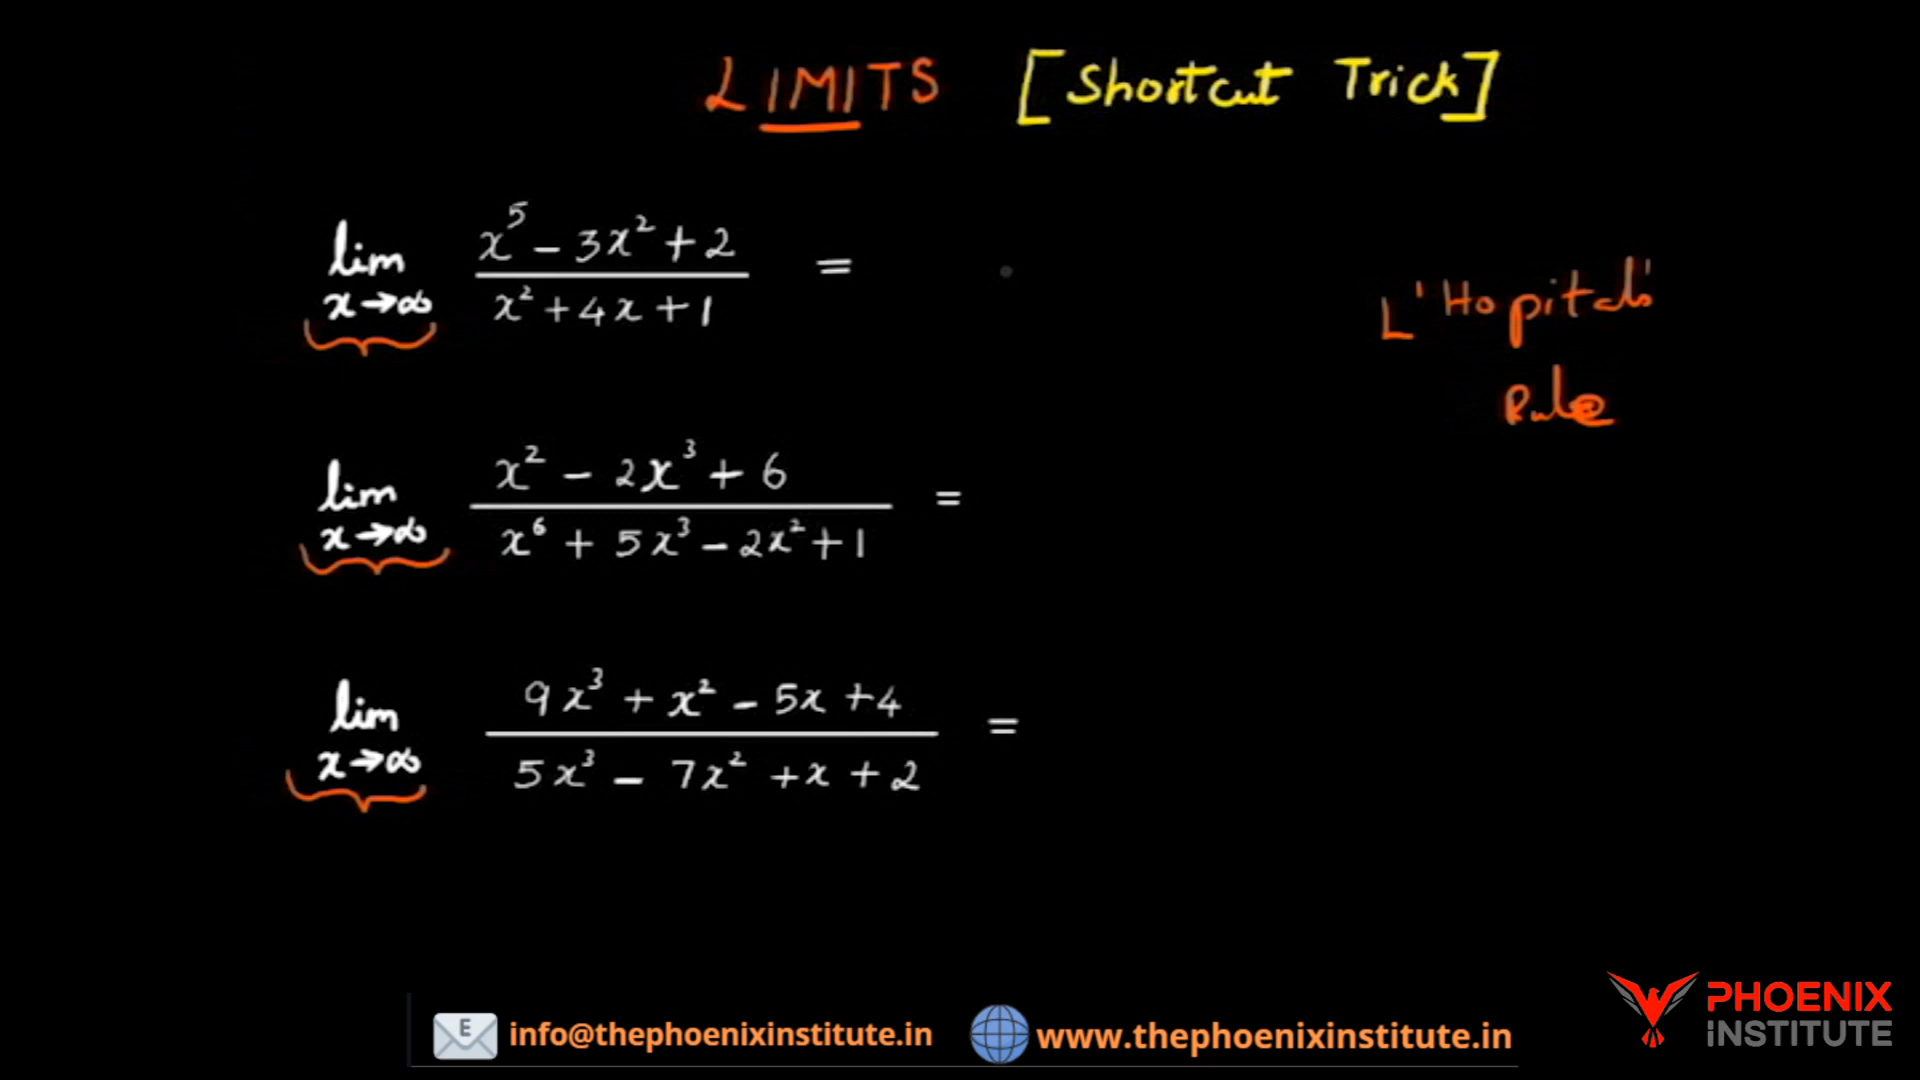 LIMITS [Shortcut Trick]
lim x→∞ (x⁵ - 3x² + 2)/(x² + 4x + 1) =
L'Hopitals'
Rule
lim x→∞ (x² - 2x³ + 6)/(x⁶ + 5x³ - 2x² + 1) =
lim x→∞ (9x³ + x² - 5x + 4)/(5x³ - 7x² + x + 2) =
E info@thephoenixinstitute.in www.thephoenixinstitute.in
PHOENIX
INSTITUTE